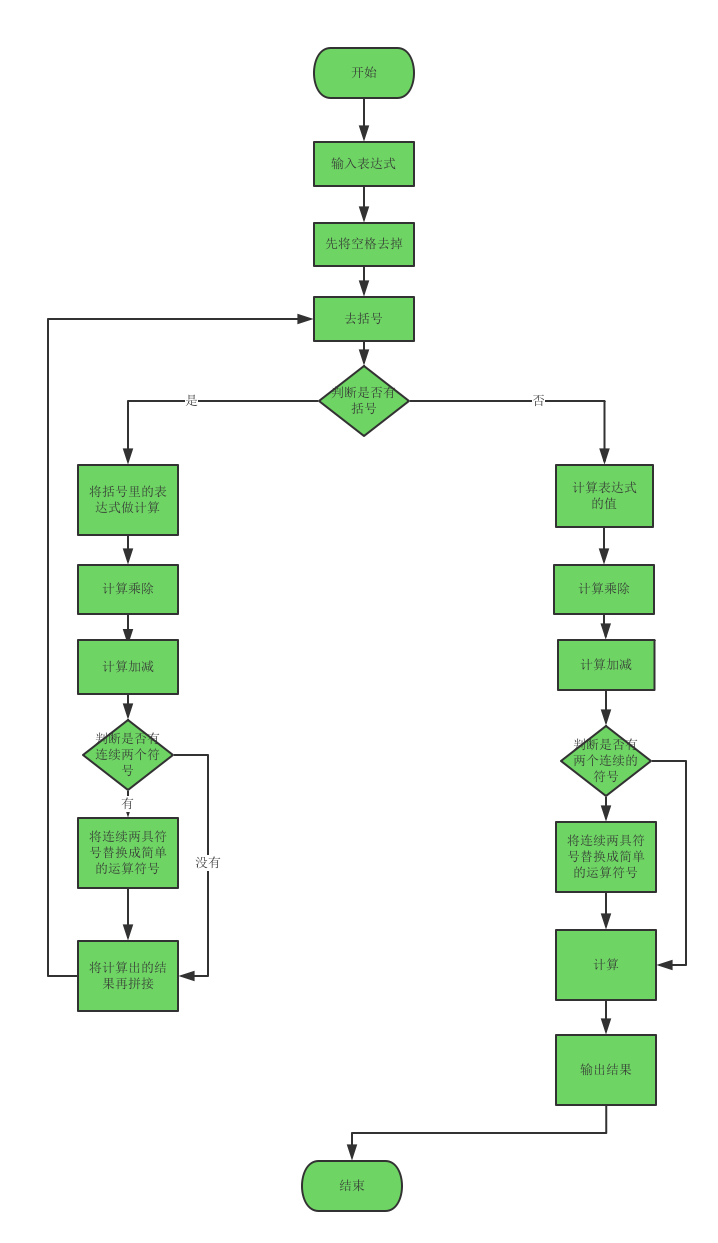 开始
输入表达式
先将空格去掉
去括号
判断是否有
括号
是
否
将括号里的表
达式做计算
计算乘除
计算加减
判断是否有
连续两个符
号
有
没有
将连续两具符
号替换成简单
的运算符号
将计算出的结
果再拼接
计算表达式
的值
计算乘除
计算加减
判断是否有
两个连续的
符号
将连续两具符
号替换成简单
的运算符号
计算
输出结果
结束